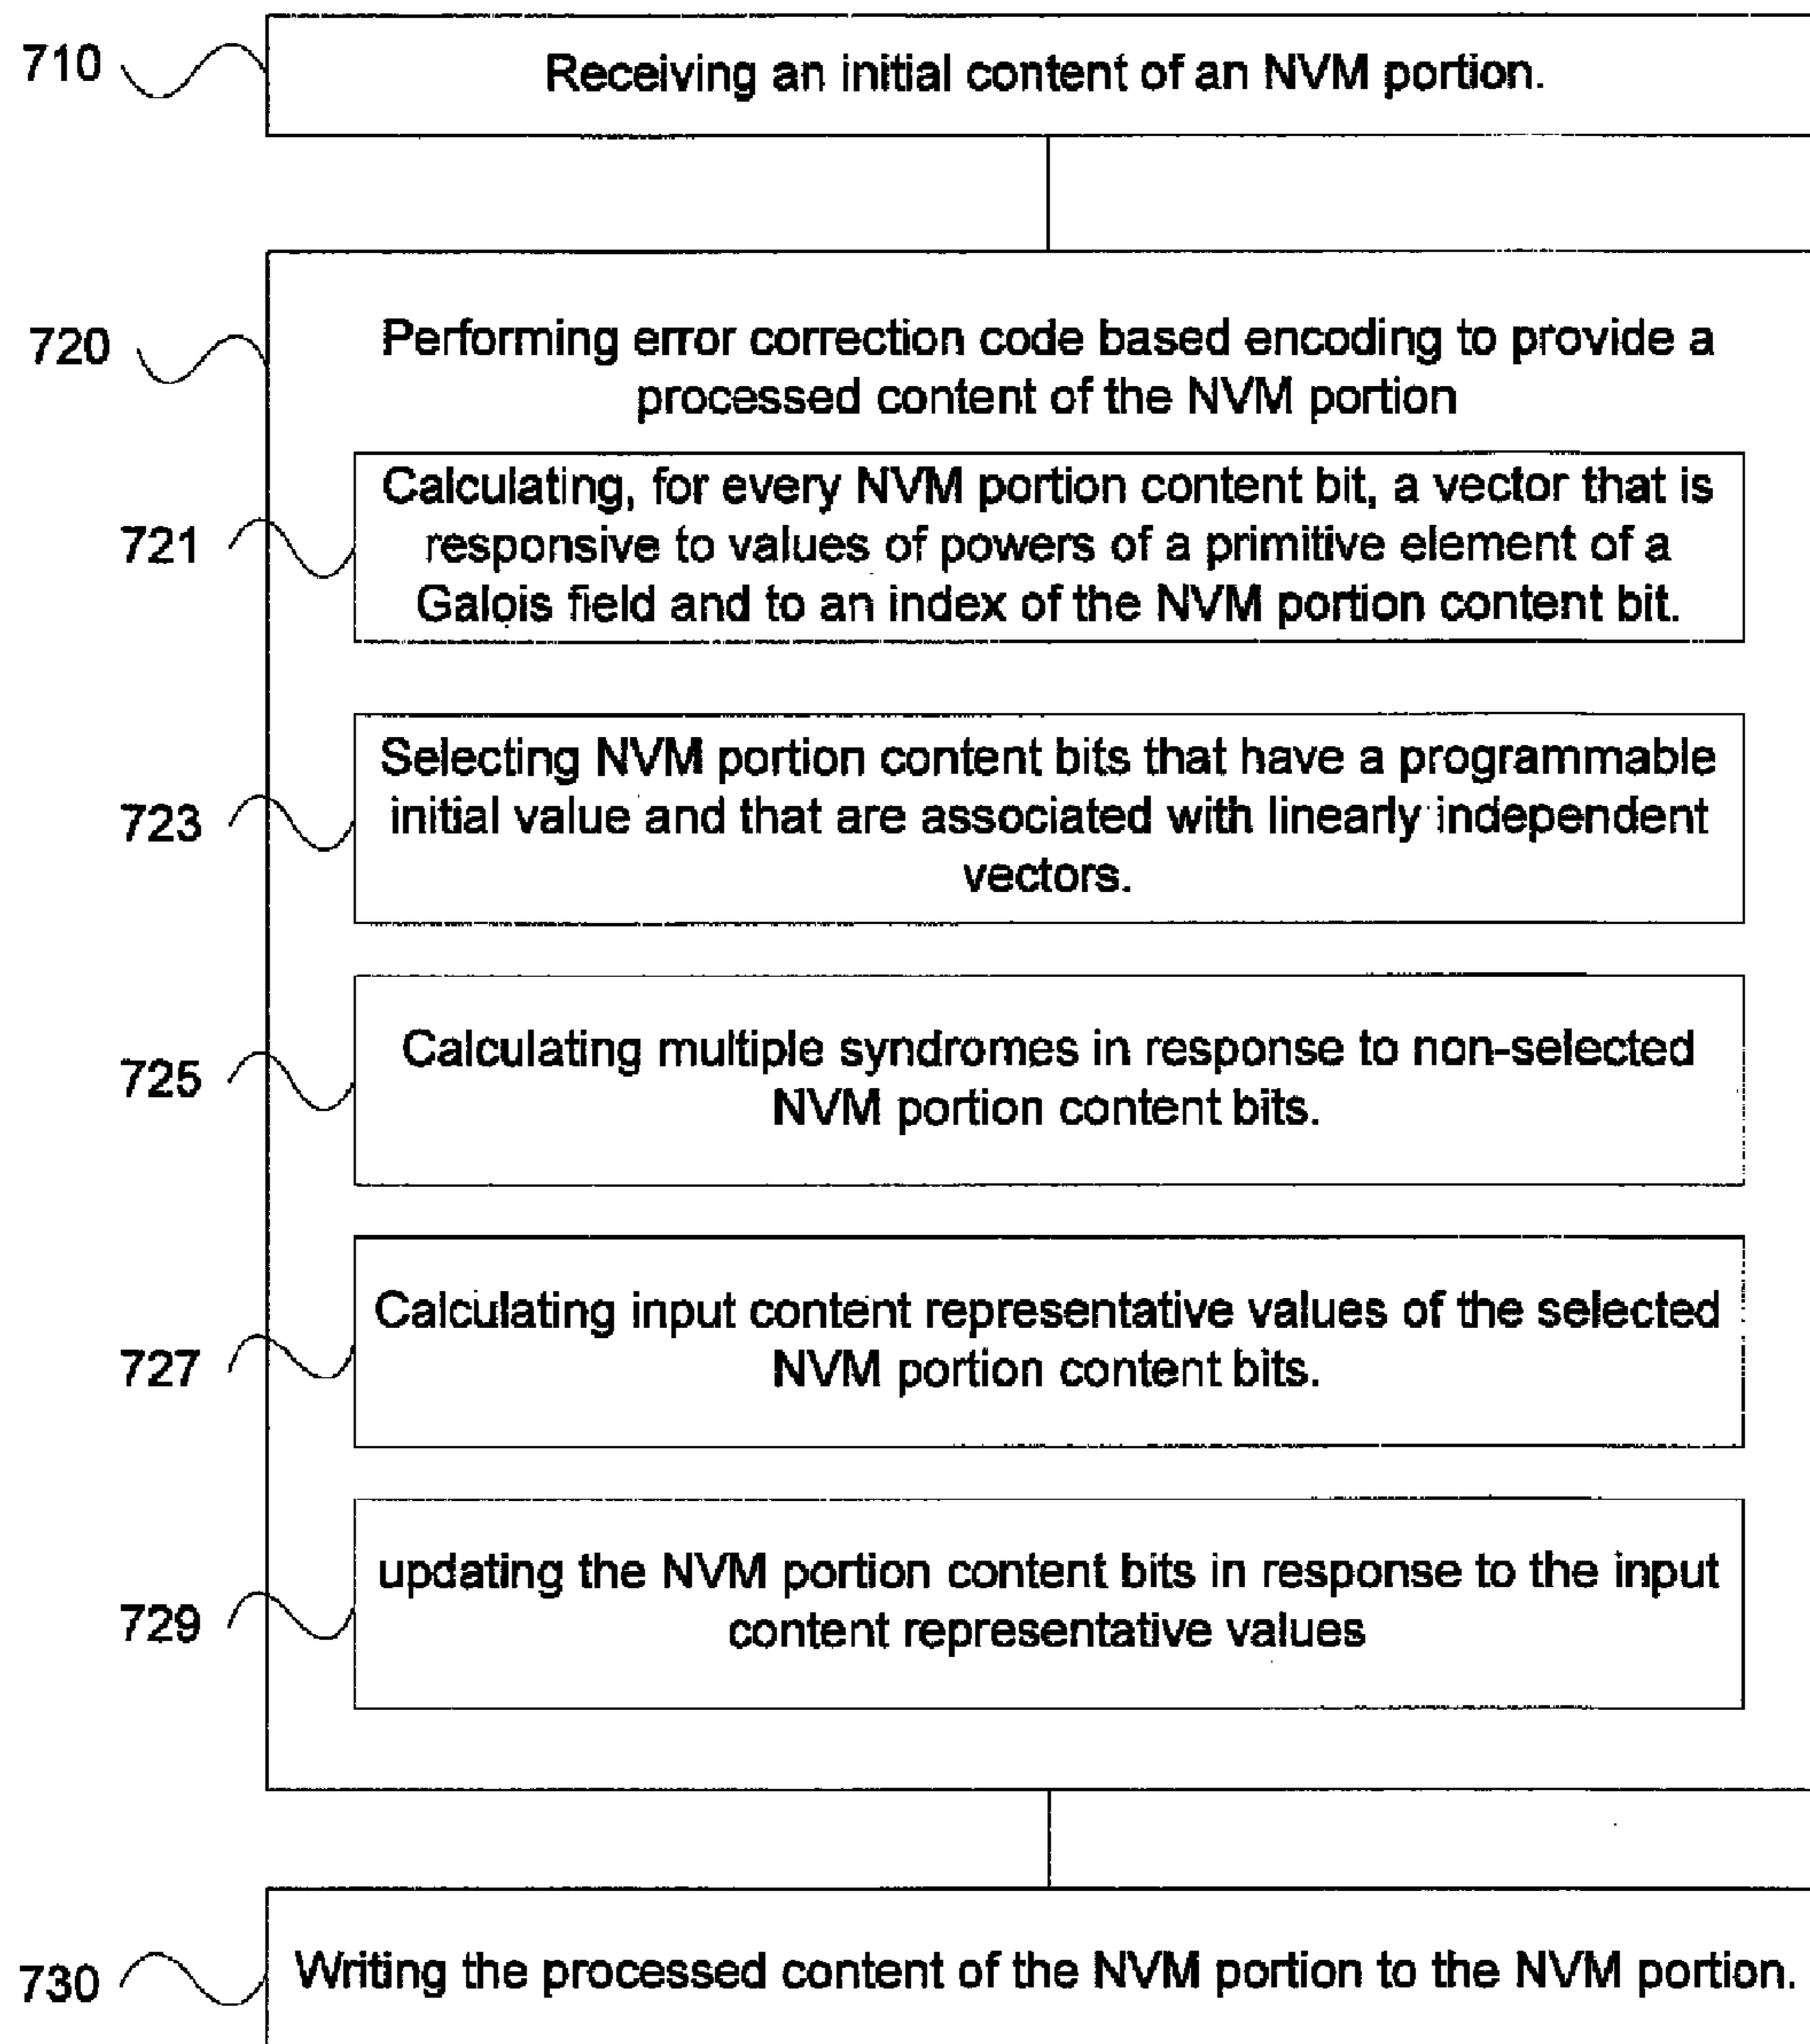 710
Receiving an initial content of an NVM portion.
720
Performing error correction code based encoding to provide a
processed content of the NVM portion
721
Calculating, for every NVM portion content bit, a vector that is
responsive to values of powers of a primitive element of a
Galois field and to an index of the NVM portion content bit.
723
Selecting NVM portion content bits that have a programmable
initial value and that are associated with linearly independent
vectors.
725
Calculating multiple syndromes in response to non-selected
NVM portion content bits.
727
Calculating input content representative values of the selected
NVM portion content bits.
729
updating the NVM portion content bits in response to the input
content representative values
730
Writing the processed content of the NVM portion to the NVM portion.